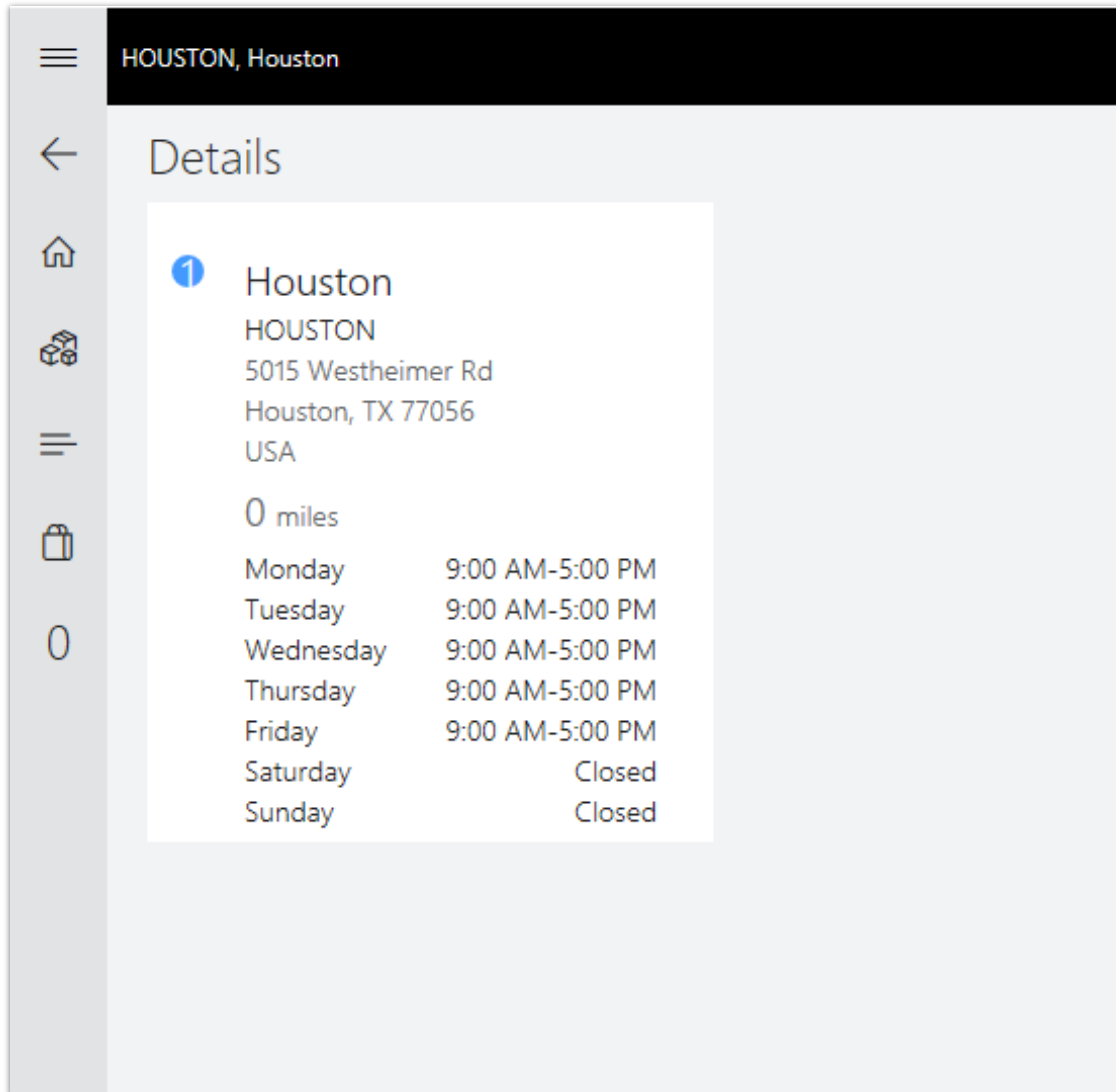 HOUSTON, Houston
Details
1
Houston
HOUSTON
5015 Westheimer Rd
Houston, TX 77056
USA
0 miles
Monday 9:00 AM-5:00 PM
Tuesday 9:00 AM-5:00 PM
Wednesday 9:00 AM-5:00 PM
Thursday 9:00 AM-5:00 PM
Friday 9:00 AM-5:00 PM
Saturday Closed
Sunday Closed
0